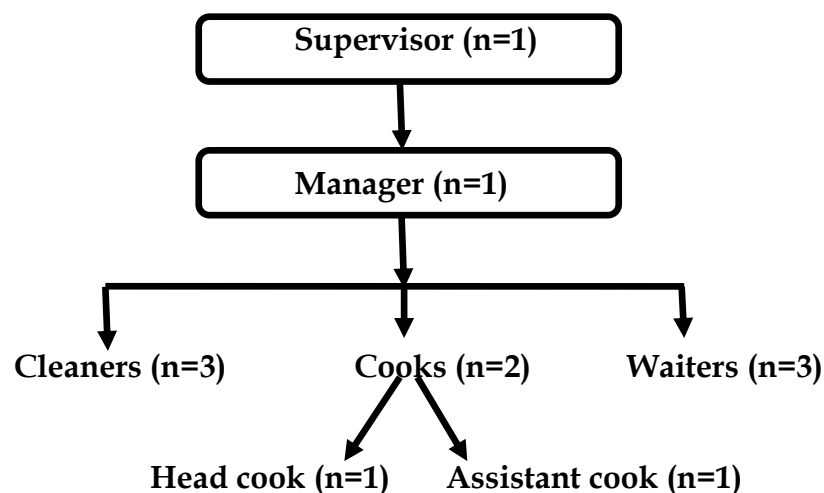 Supervisor (n=1)
Manager (n=1)
Cleaners (n=3) Cooks (n=2) Waiters (n=3)
Head cook (n=1) Assistant cook (n=1)